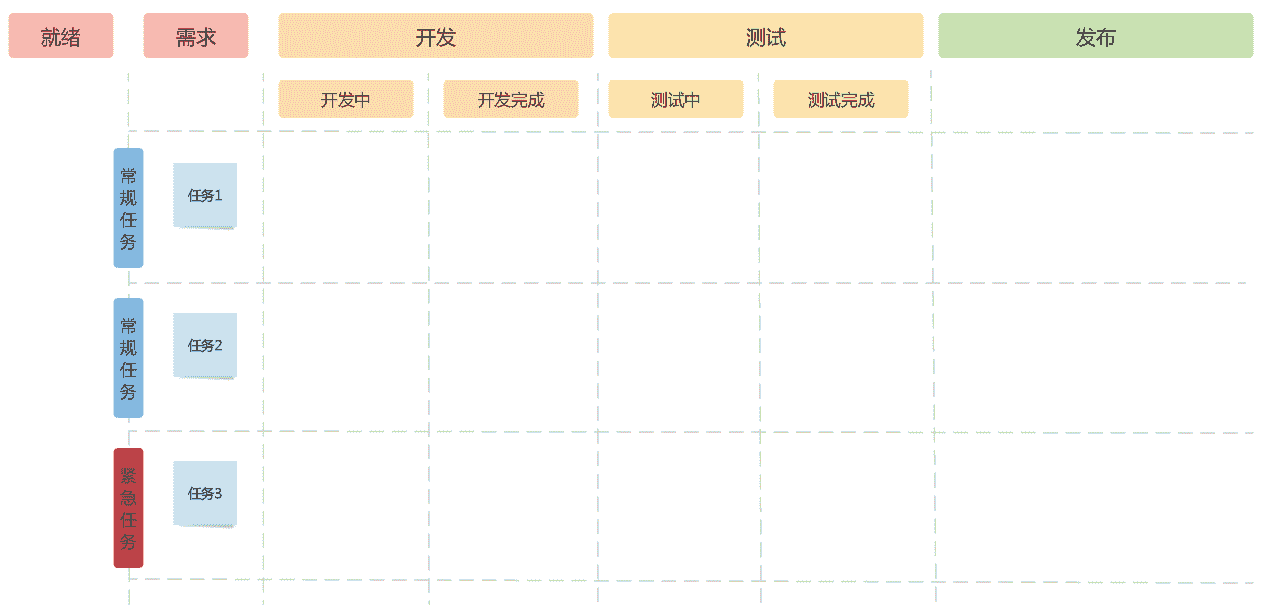 就绪
需求
开发
测试
发布
开发中
开发完成
测试中
测试完成
常规任务
任务1
常规任务
任务2
紧急任务
任务3